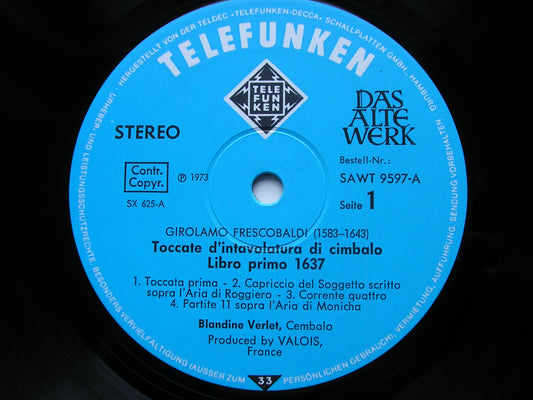 HERGESTELLT VON DER TELDEC »TELEFUNKEN-DECCA« SCHALLPLATTEN GMBH · HAMBURG
URHEBER- UND LEISTUNGSSCHUTZRECHTE. BESONDERS VERVIELFÄLTIGUNG (AUSSER ZUM PERSÖNLICHEN GEBRAUCH), VERMIETUNG, AUFFÜHRUNG, SENDUNG VORBEHALTEN
TELEFUNKEN
TELE
FUN
KEN
DAS
ALTE
WERK
STEREO
Bestell-Nr.:
SAWT 9597-A
Contr.
Copyr.
℗ 1973
Seite 1
SX 625-A
GIROLAMO FRESCOBALDI (1583–1643)
Toccate d'intavolatura di cimbalo
Libro primo 1637
1. Toccata prima - 2. Capriccio del Soggetto scritto
sopra l'Aria di Roggiero - 3. Corrente quattro
4. Partite 11 sopra l'Aria di Monicha
Blandine Verlet, Cembalo
Produced by VALOIS,
France
33